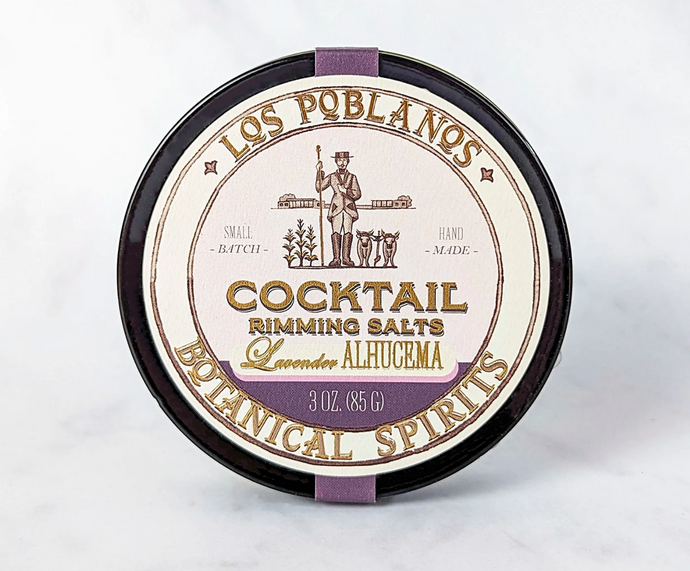 LOS POBLANOS
SMALL
- BATCH -
HAND
- MADE -
COCKTAIL
RIMMING SALTS
Lavender ALHUCEMA
3 OZ. (85 G)
BOTANICAL SPIRITS